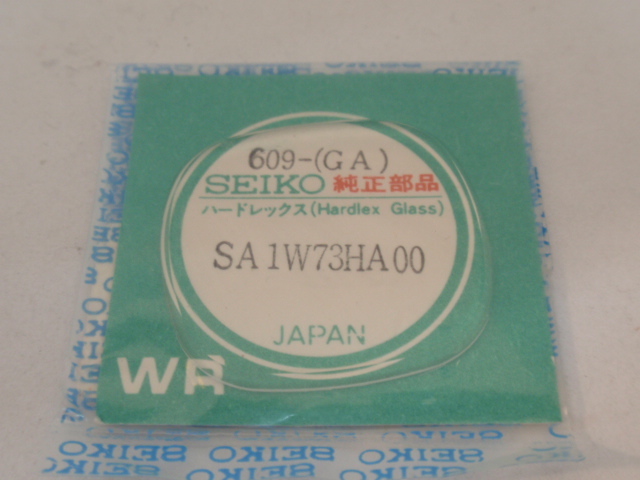 609-(GA)
SEIKO 純正部品
ハードレックス(Hardlex Glass)
SA1W73HA00
JAPAN
WR
SEIKO SEIKO SEIKO SEIKO